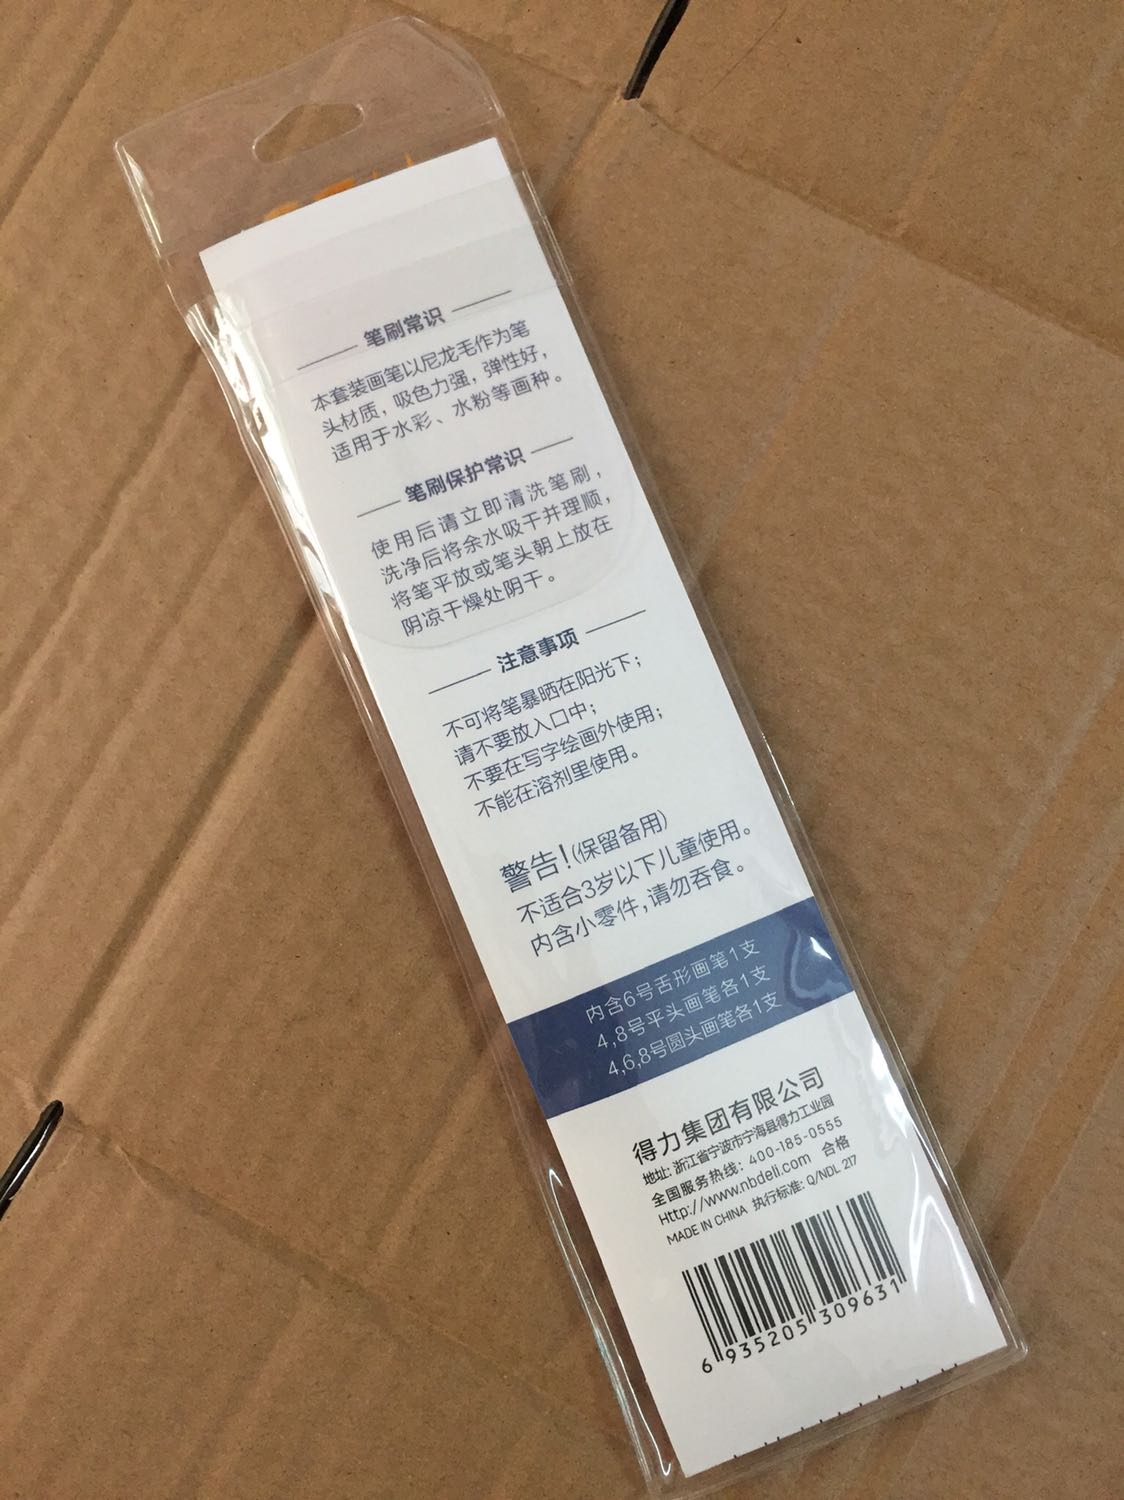 笔刷常识
本套装画笔以尼龙毛作为笔
头材质，吸色力强，弹性好，
适用于水彩、水粉等画种。
笔刷保护常识
使用后请立即清洗笔刷，
洗净后将余水吸干并理顺，
将笔平放或笔头朝上放在
阴凉干燥处阴干。
注意事项
不可将笔暴晒在阳光下；
请不要放入口中；
不要在写字绘画外使用；
不能在溶剂里使用。
警告!(保留备用)
不适合3岁以下儿童使用。
内含小零件,请勿吞食。
内含6号舌形画笔1支
4,8号平头画笔各1支
4,6,8号圆头画笔各1支
得力集团有限公司
地址: 浙江省宁波市宁海县得力工业园
全国服务热线: 400-185-0555
Http://www.nbdeli.com 合格
MADE IN CHINA 执行标准: Q/NDL 217
6 935205 309631